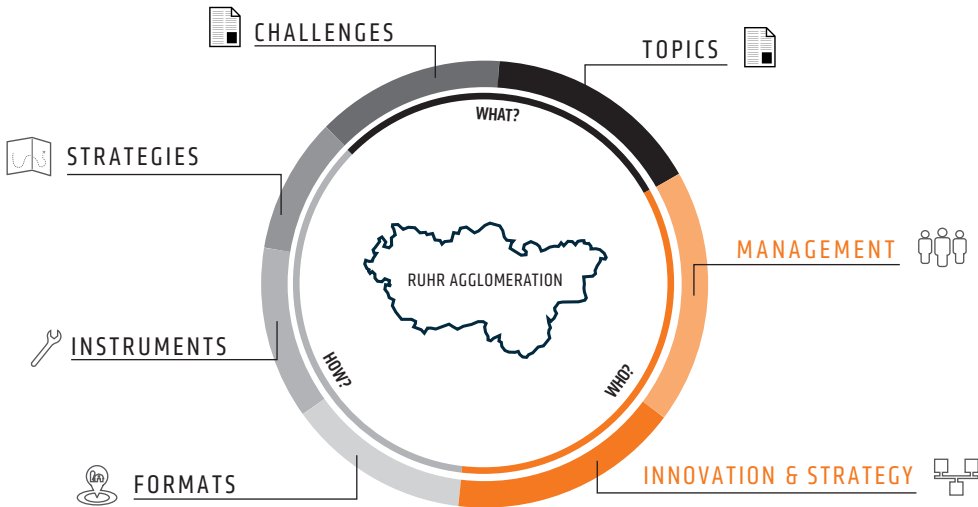 CHALLENGES
TOPICS
WHAT?
STRATEGIES
MANAGEMENT
RUHR AGGLOMERATION
INSTRUMENTS
HOW?
WHO?
FORMATS
INNOVATION & STRATEGY